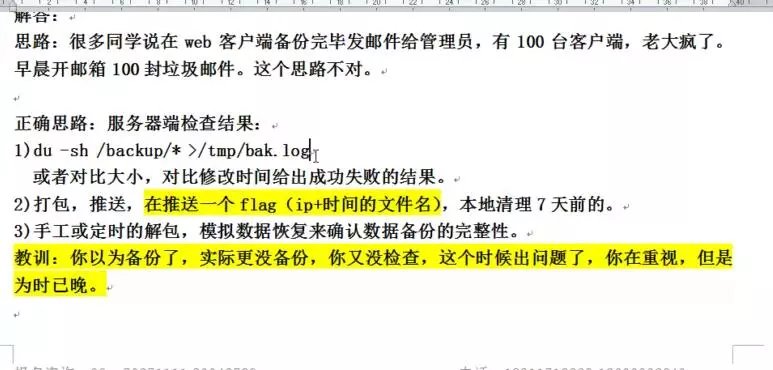 解答：
思路：很多同学说在 web 客户端备份完毕发邮件给管理员，有 100 台客户端，老大疯了。
早晨开邮箱 100 封垃圾邮件。这个思路不对。
正确思路：服务器端检查结果：
1)du -sh /backup/* >/tmp/bak.log
或者对比大小，对比修改时间给出成功失败的结果。
2)打包，推送，在推送一个 flag（ip+时间的文件名），本地清理 7 天前的。
3)手工或定时的解包，模拟数据恢复来确认数据备份的完整性。
教训：你以为备份了，实际更没备份，你又没检查，这个时候出问题了，你在重视，但是
为时已晚。